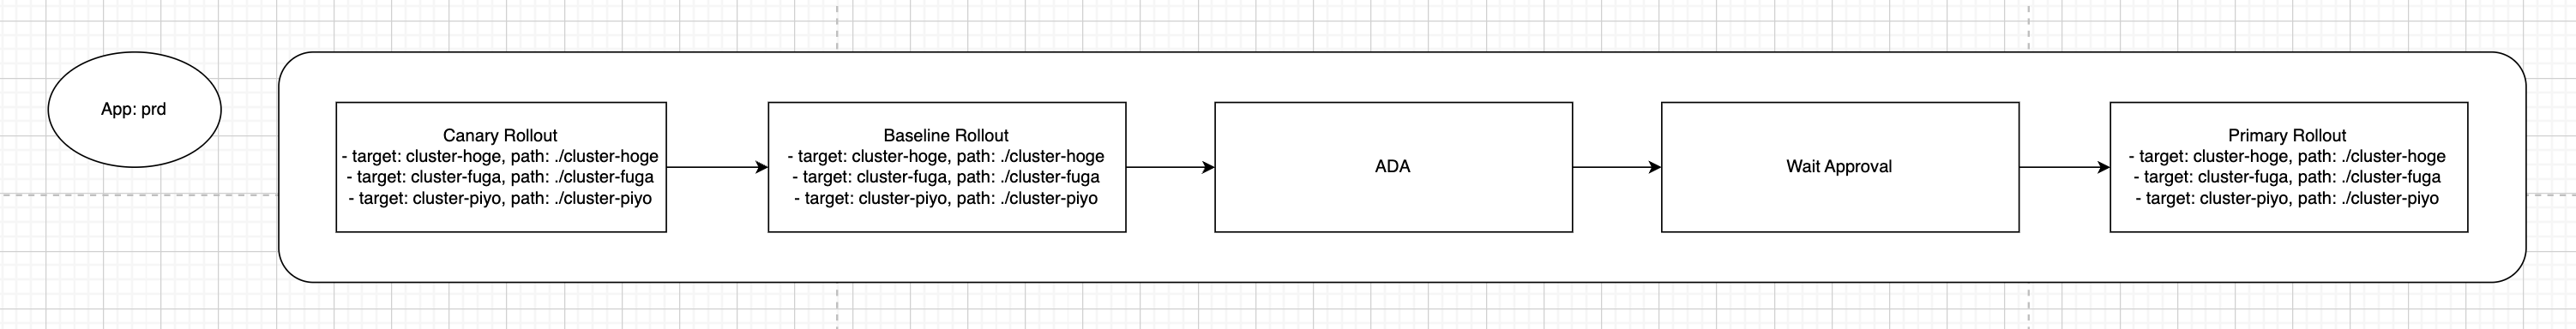 App: prd
Canary Rollout
- target: cluster-hoge, path: ./cluster-hoge
- target: cluster-fuga, path: ./cluster-fuga
- target: cluster-piyo, path: ./cluster-piyo
Baseline Rollout
- target: cluster-hoge, path: ./cluster-hoge
- target: cluster-fuga, path: ./cluster-fuga
- target: cluster-piyo, path: ./cluster-piyo
ADA
Wait Approval
Primary Rollout
- target: cluster-hoge, path: ./cluster-hoge
- target: cluster-fuga, path: ./cluster-fuga
- target: cluster-piyo, path: ./cluster-piyo